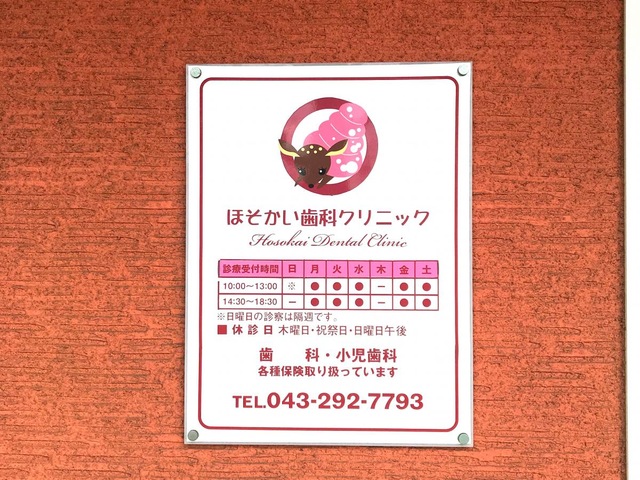 ほそかい歯科クリニック
Hosokai Dental Clinic
診療受付時間 日 月 火 水 木 金 土
10:00〜13:00 ※ ● ● ● − ● ●
14:30〜18:30 − ● ● ● − ● ●
※日曜日の診察は隔週です。
■ 休診日 木曜日・祝祭日・日曜日午後
歯 科・小児歯科
各種保険取り扱っています
TEL.043-292-7793